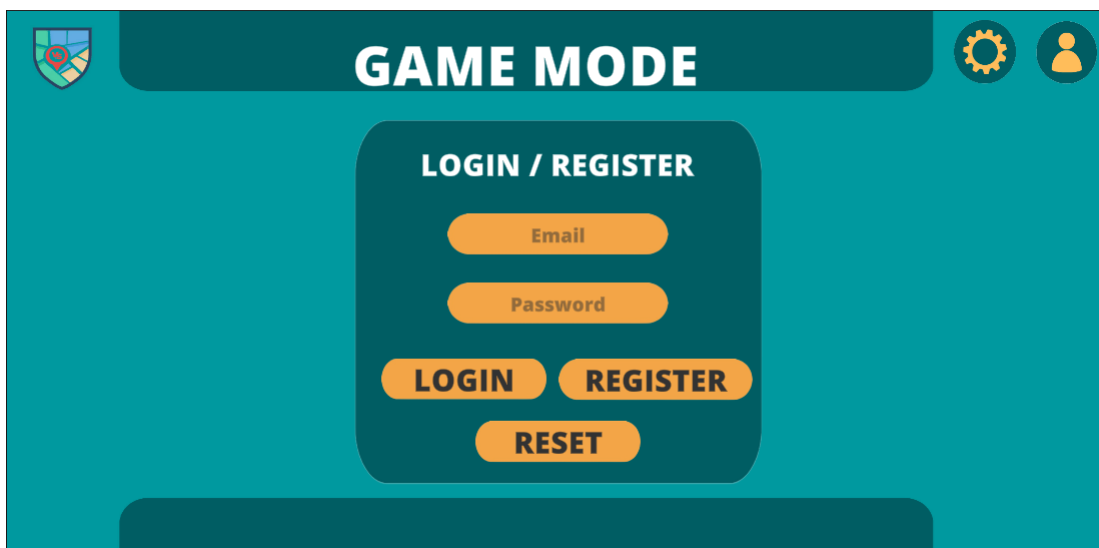 GAME MODE
LOGIN / REGISTER
Email
Password
LOGIN REGISTER
RESET